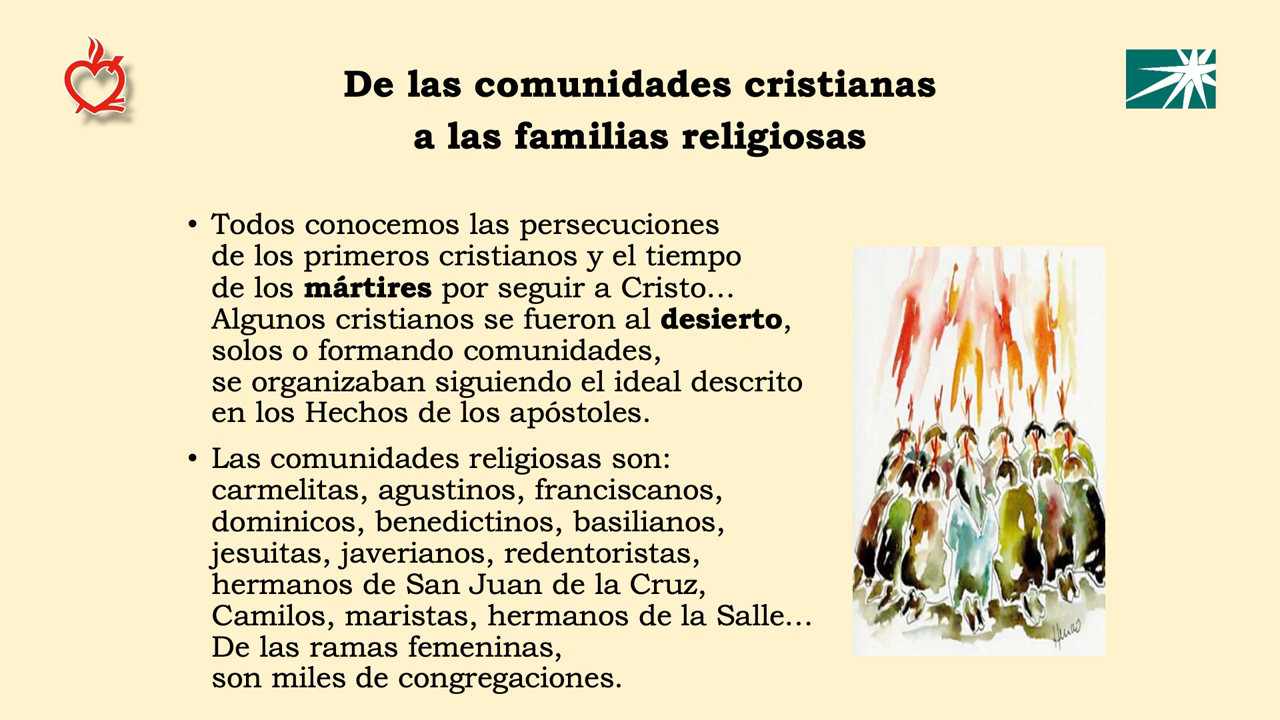 De las comunidades cristianas
a las familias religiosas
• Todos conocemos las persecuciones
de los primeros cristianos y el tiempo
de los mártires por seguir a Cristo…
Algunos cristianos se fueron al desierto,
solos o formando comunidades,
se organizaban siguiendo el ideal descrito
en los Hechos de los apóstoles.
• Las comunidades religiosas son:
carmelitas, agustinos, franciscanos,
dominicos, benedictinos, basilianos,
jesuitas, javerianos, redentoristas,
hermanos de San Juan de la Cruz,
Camilos, maristas, hermanos de la Salle…
De las ramas femeninas,
son miles de congregaciones.